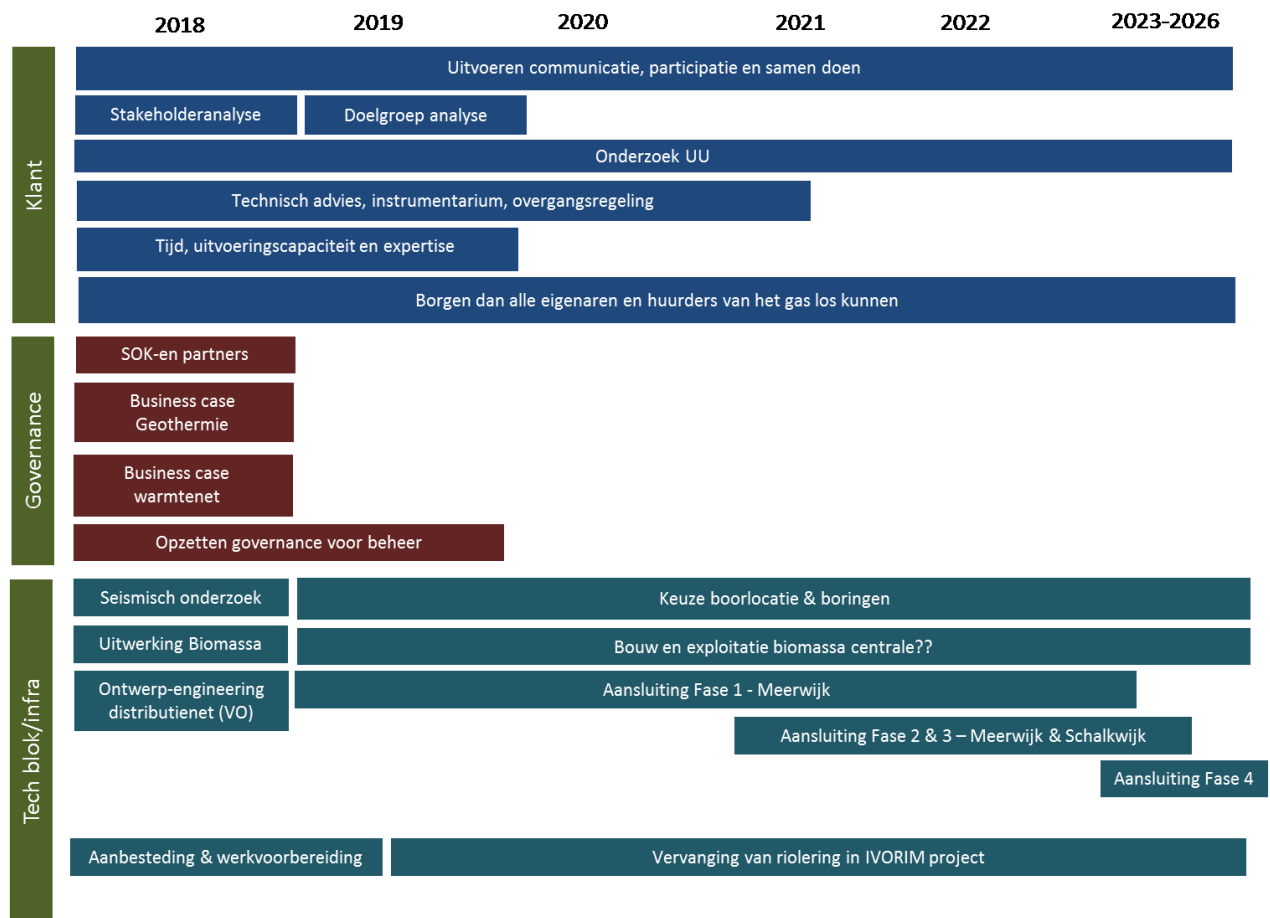 2018 2019 2020 2021 2022 2023-2026
Klant
Uitvoeren communicatie, participatie en samen doen
Stakeholderanalyse Doelgroep analyse
Onderzoek UU
Technisch advies, instrumentarium, overgangsregeling
Tijd, uitvoeringscapaciteit en expertise
Borgen dan alle eigenaren en huurders van het gas los kunnen
Governance
SOK-en partners
Business case
Geothermie
Business case
warmtenet
Opzetten governance voor beheer
Tech blok/infra
Seismisch onderzoek Keuze boorlocatie & boringen
Uitwerking Biomassa Bouw en exploitatie biomassa centrale??
Ontwerp-engineering
distributienet (VO)
Aansluiting Fase 1 - Meerwijk
Aansluiting Fase 2 & 3 – Meerwijk & Schalkwijk
Aansluiting Fase 4
Aanbesteding & werkvoorbereiding Vervanging van riolering in IVORIM project